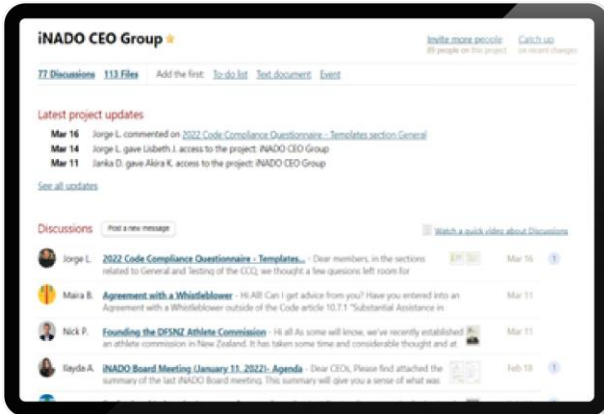 iNADO CEO Group
Invite more people Catch up
89 people on this project on recent changes
77 Discussions 113 Files Add the first: To-do list Text document Event
Latest project updates
Mar 16 Jorge L. commented on 2022 Code Compliance Questionnaire - Templates section General
Mar 14 Jorge L. gave Lisbeth J. access to the project: iNADO CEO Group
Mar 11 Janka D. gave Akira K. access to the project: iNADO CEO Group
See all updates
Discussions Post a new message Watch a quick video about Discussions
Jorge L. 2022 Code Compliance Questionnaire - Templates... - Dear members, in the sections Mar 16 1
related to General and Testing of the CCQ, we thought a few quesions left room for
Maira B. Agreement with a Whistleblower - Hi All! Can I get advice from you? Have you entered into an Mar 11
Agreement with a Whistleblower outside of the Code article 10.7.1 "Substantial Assistance in
Nick P. Founding the DFSNZ Athlete Commission - Hi all As some will know, we've recently established Mar 11
an athlete commission in New Zealand. It has taken some time and considerable thought and at
Ilayda A. iNADO Board Meeting (January 11, 2022)- Agenda - Dear CEOs, Please find attached the Feb 18 1
summary of the last iNADO Board meeting. This summary will give you a sense of what was